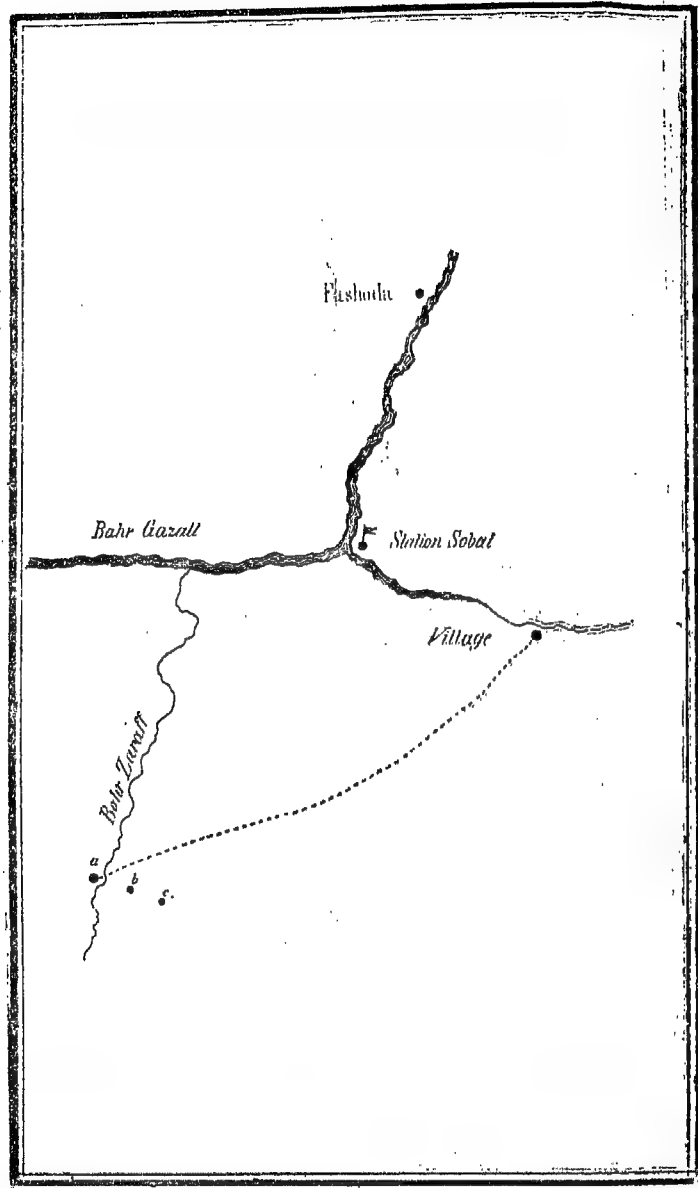 Fashoda
Bahr Gazall
Station Sobat
Village
Bahr Zaraff
a
b
c.